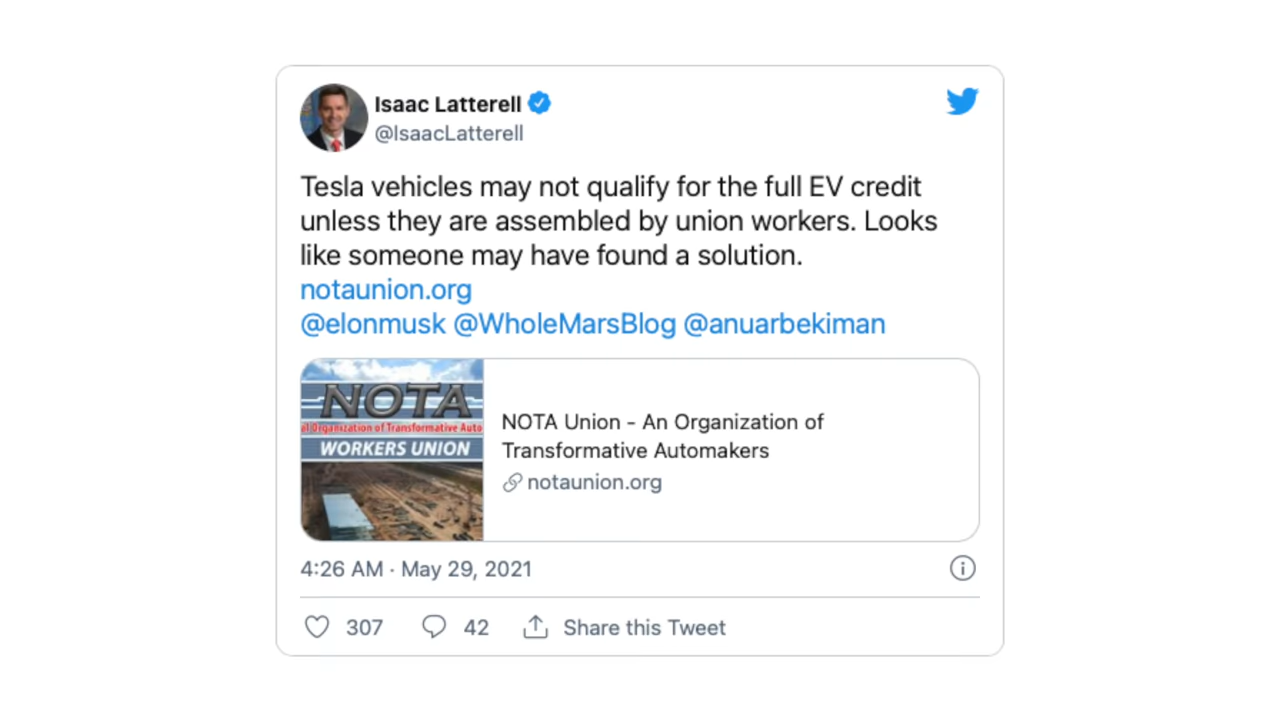 Isaac Latterell
@IsaacLatterell
Tesla vehicles may not qualify for the full EV credit
unless they are assembled by union workers. Looks
like someone may have found a solution.
notaunion.org
@elonmusk @WholeMarsBlog @anuarbekiman
NOTA
al Organization of Transformative Auto
WORKERS UNION
NOTA Union - An Organization of
Transformative Automakers
notaunion.org
4:26 AM · May 29, 2021
307 42 Share this Tweet